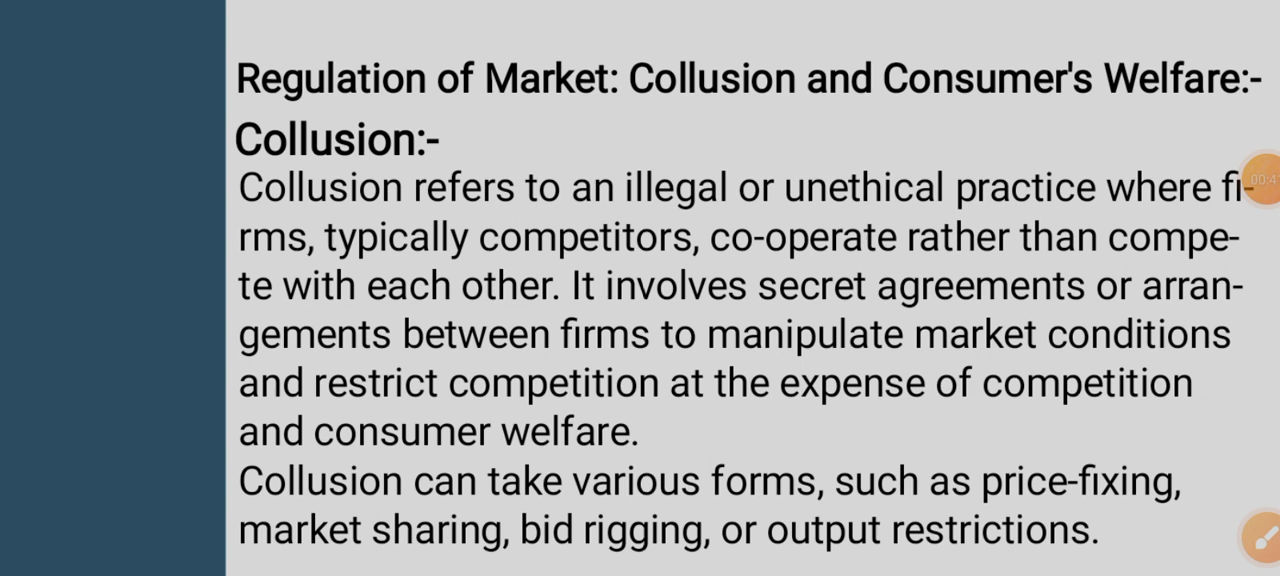 Regulation of Market: Collusion and Consumer's Welfare:-
Collusion:-
Collusion refers to an illegal or unethical practice where fi-
rms, typically competitors, co-operate rather than compe-
te with each other. It involves secret agreements or arran-
gements between firms to manipulate market conditions
and restrict competition at the expense of competition
and consumer welfare.
Collusion can take various forms, such as price-fixing,
market sharing, bid rigging, or output restrictions.